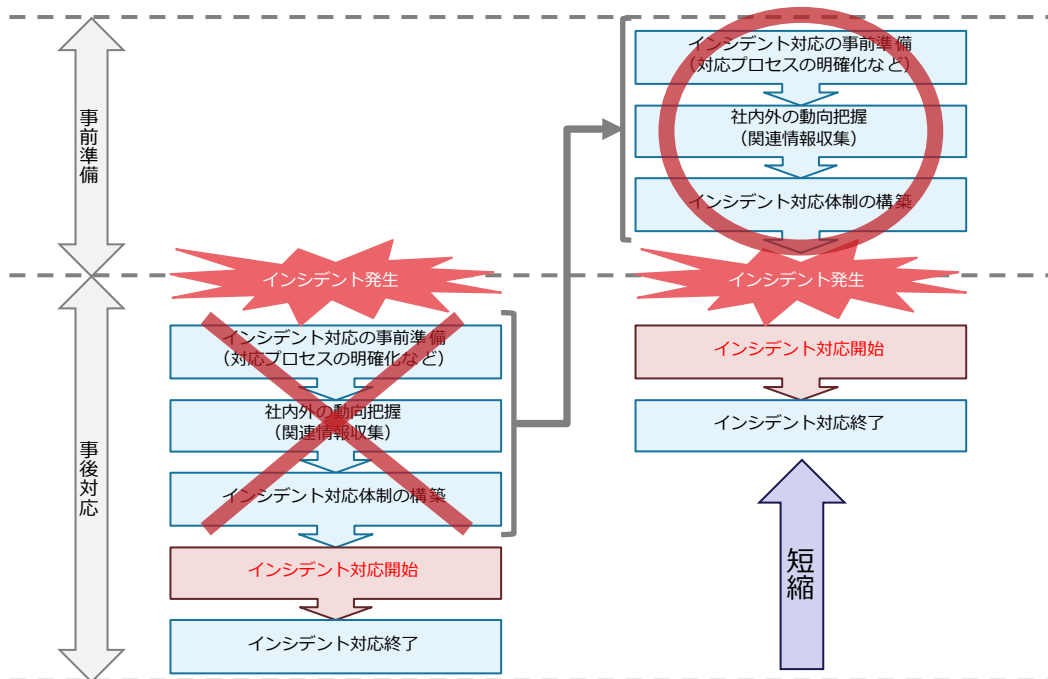 事前準備
インシデント対応の事前準備
（対応プロセスの明確化など）
社内外の動向把握
（関連情報収集）
インシデント対応体制の構築
インシデント発生
インシデント発生
事後対応
インシデント対応の事前準備
（対応プロセスの明確化など）
社内外の動向把握
（関連情報収集）
インシデント対応体制の構築
インシデント対応開始
インシデント対応終了
インシデント対応開始
インシデント対応終了
短縮